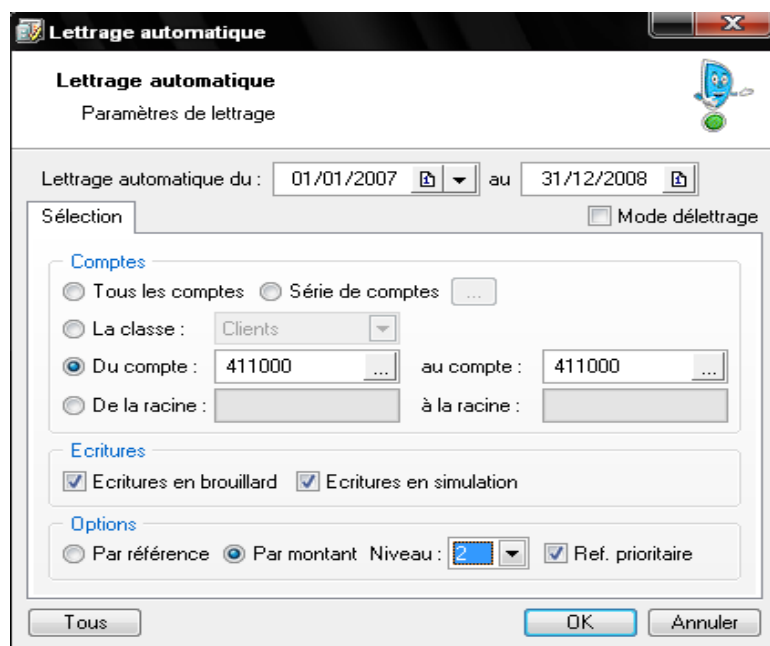 Lettrage automatique
Lettrage automatique
Paramètres de lettrage
Lettrage automatique du : 01/01/2007 au 31/12/2008
Sélection Mode délettrage
Comptes
Tous les comptes Série de comptes ...
La classe : Clients
Du compte : 411000 ... au compte : 411000 ...
De la racine : à la racine :
Ecritures
Ecritures en brouillard Ecritures en simulation
Options
Par référence Par montant Niveau : 2 Ref. prioritaire
Tous OK Annuler